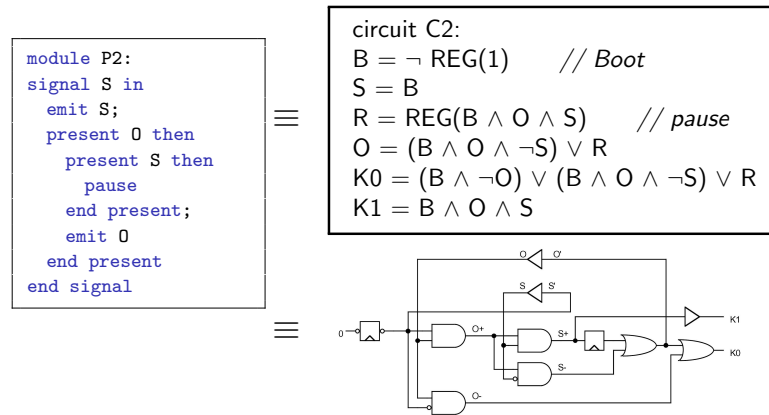 module P2:
signal S in
emit S;
present O then
present S then
pause
end present;
emit O
end present
end signal
≡
circuit C2:
B = ¬ REG(1) // Boot
S = B
R = REG(B ∧ O ∧ S) // pause
O = (B ∧ O ∧ ¬S) ∨ R
K0 = (B ∧ ¬O) ∨ (B ∧ O ∧ ¬S) ∨ R
K1 = B ∧ O ∧ S
≡
O O'
S S'
K1
0 O+ S+
K0
S-
O-